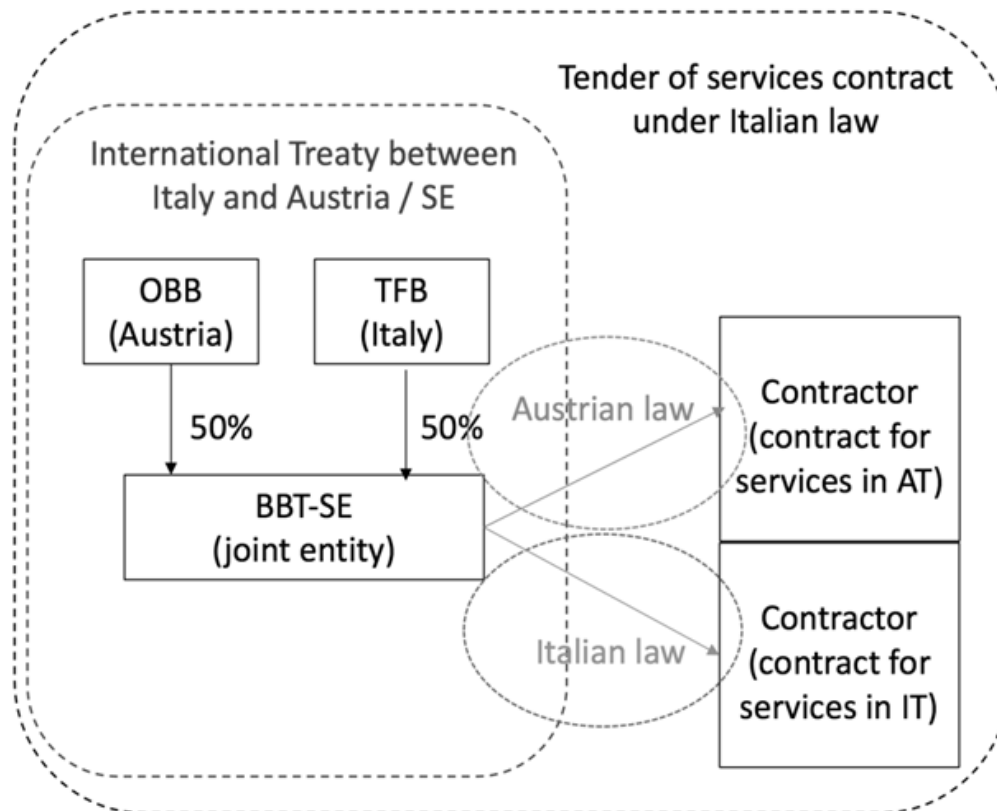 Tender of services contract
under Italian law
International Treaty between
Italy and Austria / SE
OBB
(Austria)
TFB
(Italy)
50%
50%
BBT-SE
(joint entity)
Austrian law
Italian law
Contractor
(contract for
services in AT)
Contractor
(contract for
services in IT)